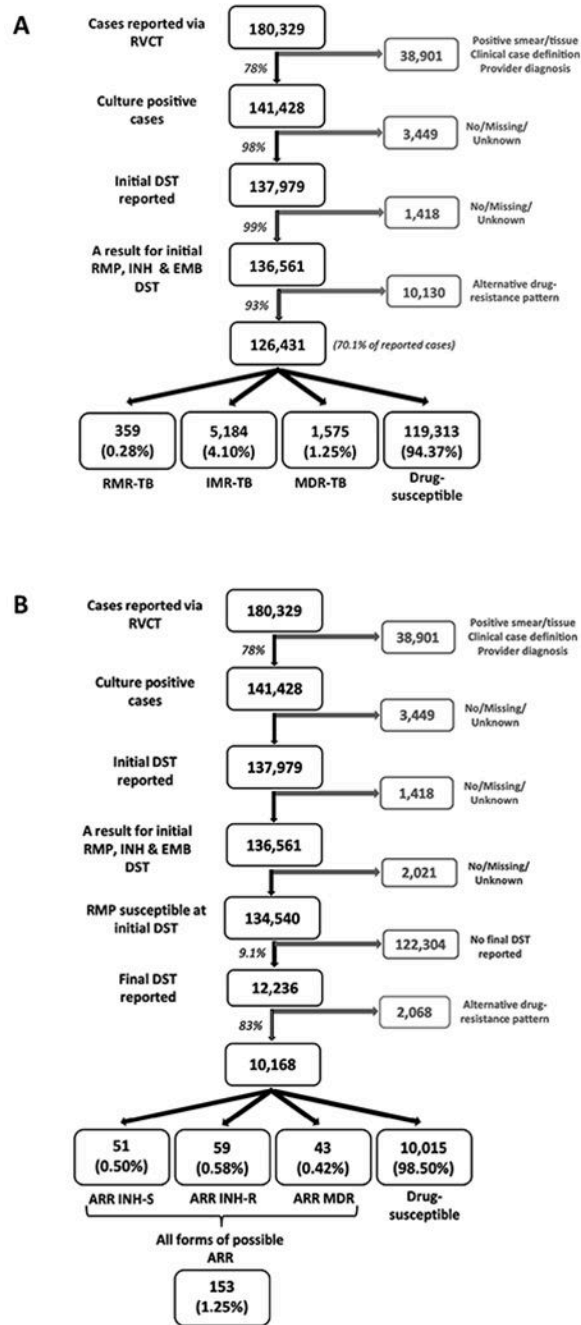 A
Cases reported via
RVCT
180,329
78%
38,901
Positive smear/tissue
Clinical case definition
Provider diagnosis
Culture positive
cases
141,428
98%
3,449
No/Missing/
Unknown
Initial DST
reported
137,979
99%
1,418
No/Missing/
Unknown
A result for initial
RMP, INH & EMB
DST
136,561
93%
10,130
Alternative drug-
resistance pattern
126,431
(70.1% of reported cases)
359
(0.28%)
RMR-TB
5,184
(4.10%)
IMR-TB
1,575
(1.25%)
MDR-TB
119,313
(94.37%)
Drug-
susceptible
B
Cases reported via
RVCT
180,329
78%
38,901
Positive smear/tissue
Clinical case definition
Provider diagnosis
Culture positive
cases
141,428
3,449
No/Missing/
Unknown
Initial DST
reported
137,979
1,418
No/Missing/
Unknown
A result for initial
RMP, INH & EMB
DST
136,561
2,021
No/Missing/
Unknown
RMP susceptible at
initial DST
134,540
9.1%
122,304
No final DST
reported
Final DST
reported
12,236
83%
2,068
Alternative drug-
resistance pattern
10,168
51
(0.50%)
ARR INH-S
59
(0.58%)
ARR INH-R
43
(0.42%)
ARR MDR
10,015
(98.50%)
Drug-
susceptible
All forms of possible
ARR
153
(1.25%)